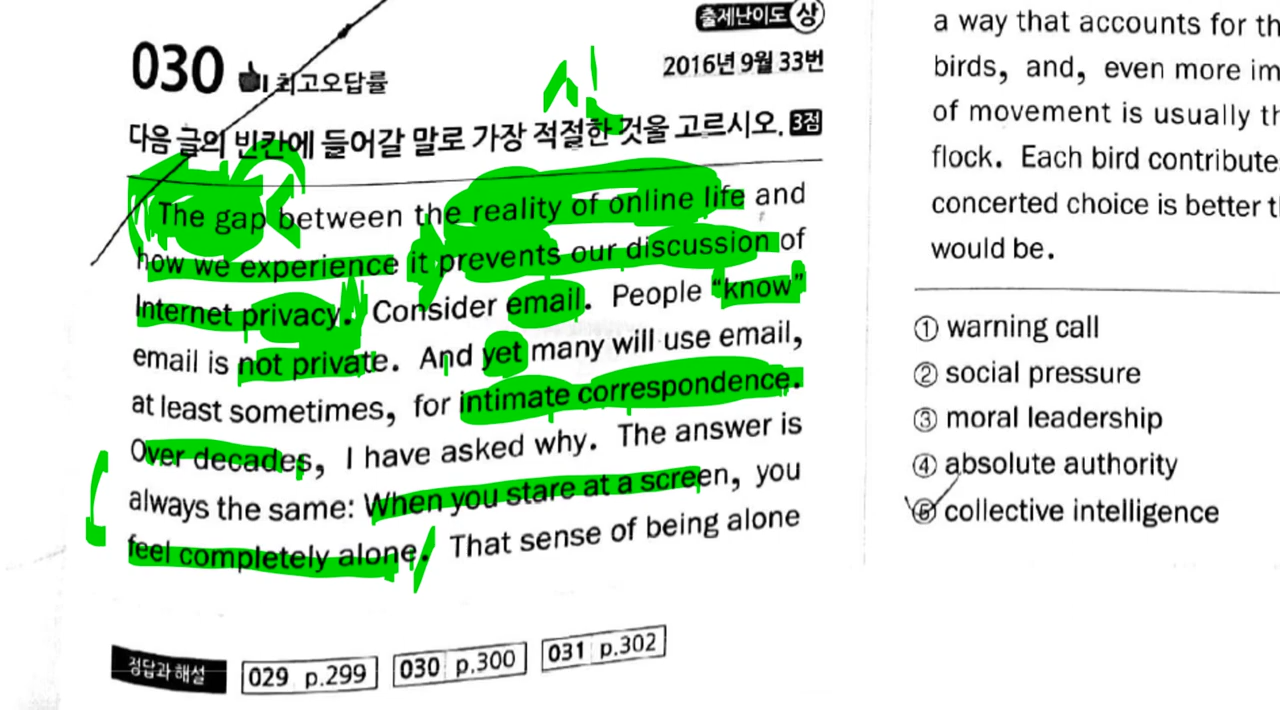 출제난이도 상
030 최고오답률
2016년 9월 33번
다음 글의 빈칸에 들어갈 말로 가장 적절한 것을 고르시오. 3점
The gap between the reality of online life and
how we experience it prevents our discussion of
Internet privacy. Consider email. People “know”
email is not private. And yet many will use email,
at least sometimes, for intimate correspondence.
Over decades, I have asked why. The answer is
always the same: When you stare at a screen, you
feel completely alone. That sense of being alone
정답과 해설 029 p.299 030 p.300 031 p.302
a way that accounts for
birds, and, even more
of movement is usually
flock. Each bird
concerted choice is better
would be.
① warning call
② social pressure
③ moral leadership
④ absolute authority
⑤ collective intelligence